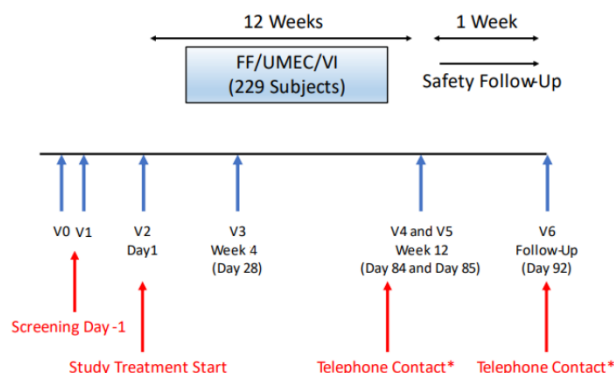 12 Weeks
1 Week
FF/UMEC/VI
(229 Subjects)
Safety Follow-Up
V0
V1
V2
Day1
V3
Week 4
(Day 28)
V4 and V5
Week 12
(Day 84 and Day 85)
V6
Follow-Up
(Day 92)
Screening Day -1
Study Treatment Start
Telephone Contact*
Telephone Contact*